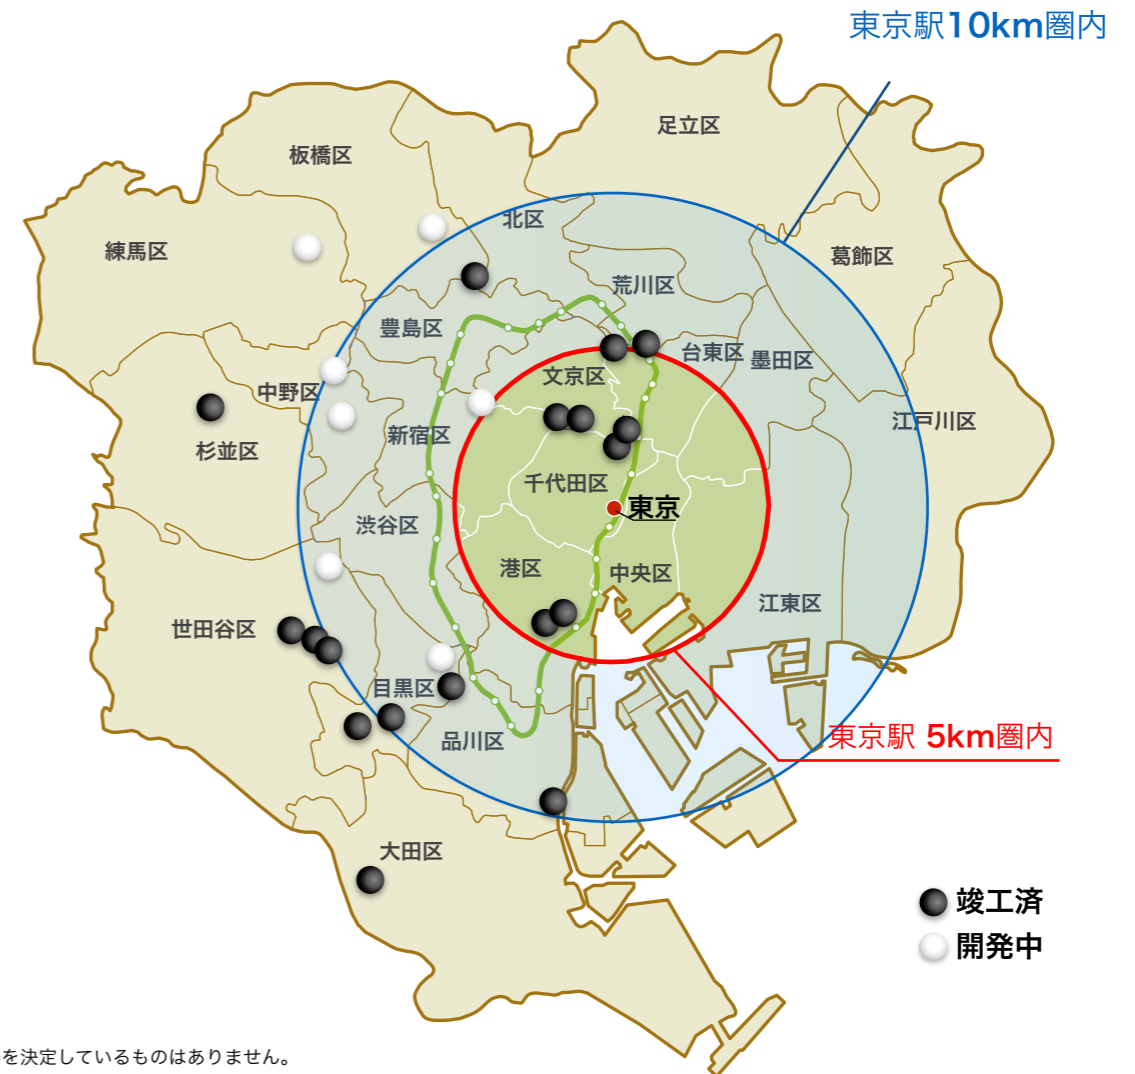 東京駅10km圏内
足立区
板橋区
北区
練馬区
葛飾区
荒川区
豊島区
台東区
墨田区
文京区
中野区
江戸川区
新宿区
杉並区
千代田区
東京
渋谷区
港区
中央区
江東区
世田谷区
目黒区
品川区
東京駅 5km圏内
大田区
竣工済
開発中
を決定しているものはありません。